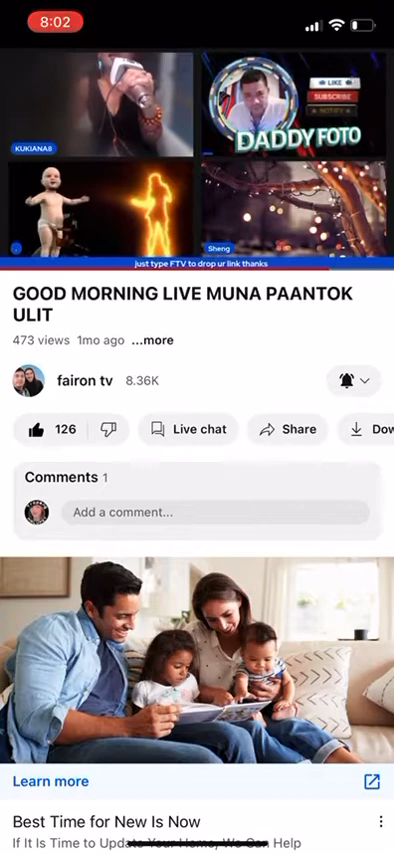 8:02
KUKIANA8
LIKE
SUBSCRIBE
NOTIFY
DADDY FOTO
Sheng
just type FTV to drop ur link thanks
GOOD MORNING LIVE MUNA PAANTOK
ULIT
473 views 1mo ago ...more
fairon tv 8.36K
126 Live chat Share Dow
Comments 1
Add a comment...
Learn more
Best Time for New Is Now
If It Is Time to Update Your Home, We Can Help